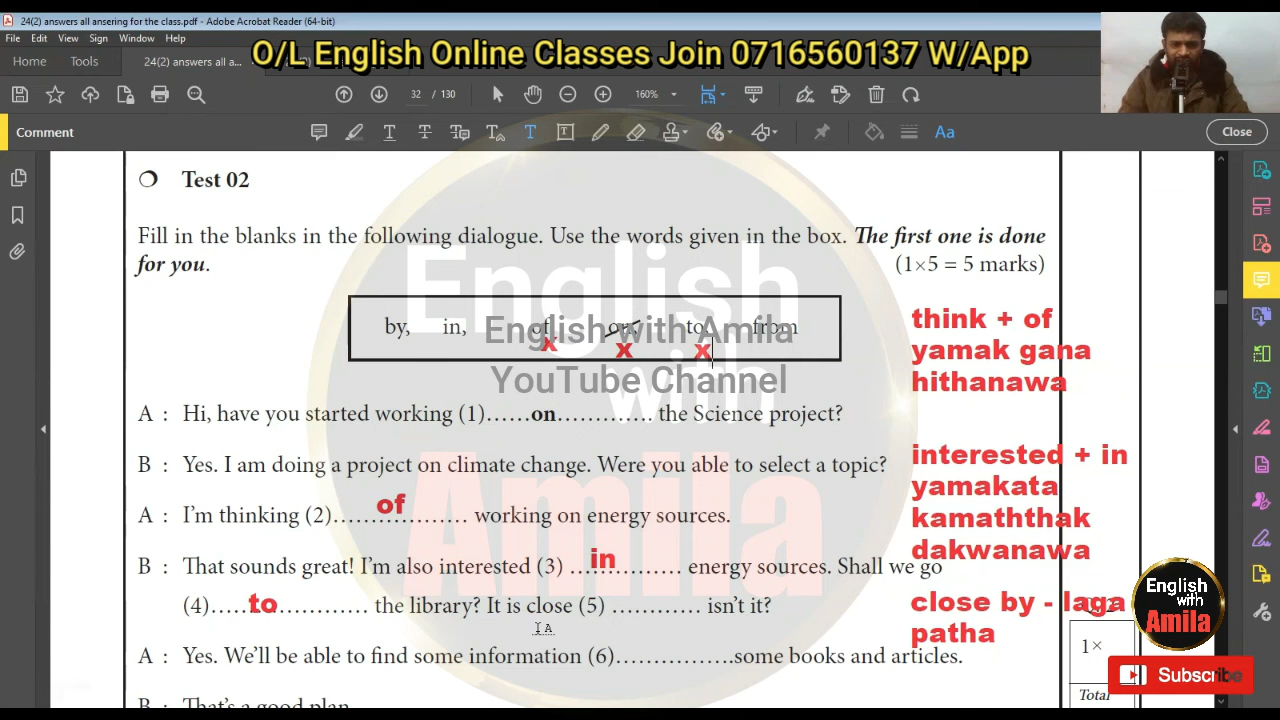 24(2) answers all ansering for the class.pdf - Adobe Acrobat Reader (64-bit)
File Edit View Sign Window Help
O/L English Online Classes Join 0716560137 W/App
Home Tools 24(2) answers all a...
32 / 130 160%
Comment Close
Test 02
Fill in the blanks in the following dialogue. Use the words given in the box. The first one is done
for you. (1×5 = 5 marks)
by, in, of, on, to from
x x x
English with Amila
YouTube Channel
English
with
Amila
think + of
yamak gana
hithanawa
A : Hi, have you started working (1)......on............. the Science project?
B : Yes. I am doing a project on climate change. Were you able to select a topic?
interested + in
yamakata
kamaththak
dakwanawa
A : I'm thinking (2)......of............. working on energy sources.
B : That sounds great! I'm also interested (3) ....in........... energy sources. Shall we go
(4).....to.............. the library? It is close (5) ............ isn't it?
close by - laga
patha
A : Yes. We'll be able to find some information (6)................some books and articles.
B : That's a good plan.
1×
Total
English
with
Amila
Subscribe